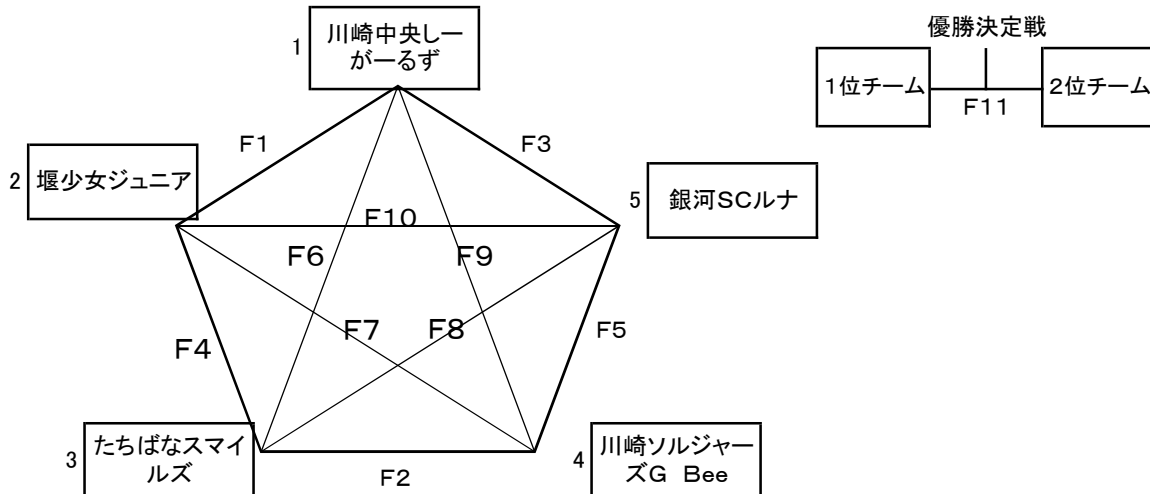 優勝決定戦
1
川崎中央しー
がーるず
1位チーム
2位チーム
F11
F1
F3
2
堰少女ジュニア
5
銀河SCルナ
F10
F6
F9
F7
F8
F5
F4
3
たちばなスマイ
ルズ
4
川崎ソルジャー
ズG Bee
F2